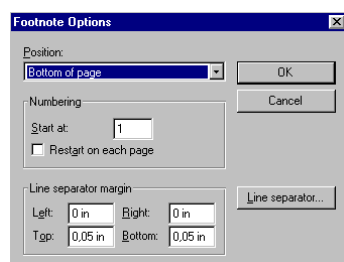 Footnote Options
Position:
Bottom of page
OK
Cancel
Numbering
Start at: 1
Restart on each page
Line separator margin
Left: 0 in Right: 0 in
Top: 0,05 in Bottom: 0,05 in
Line separator...